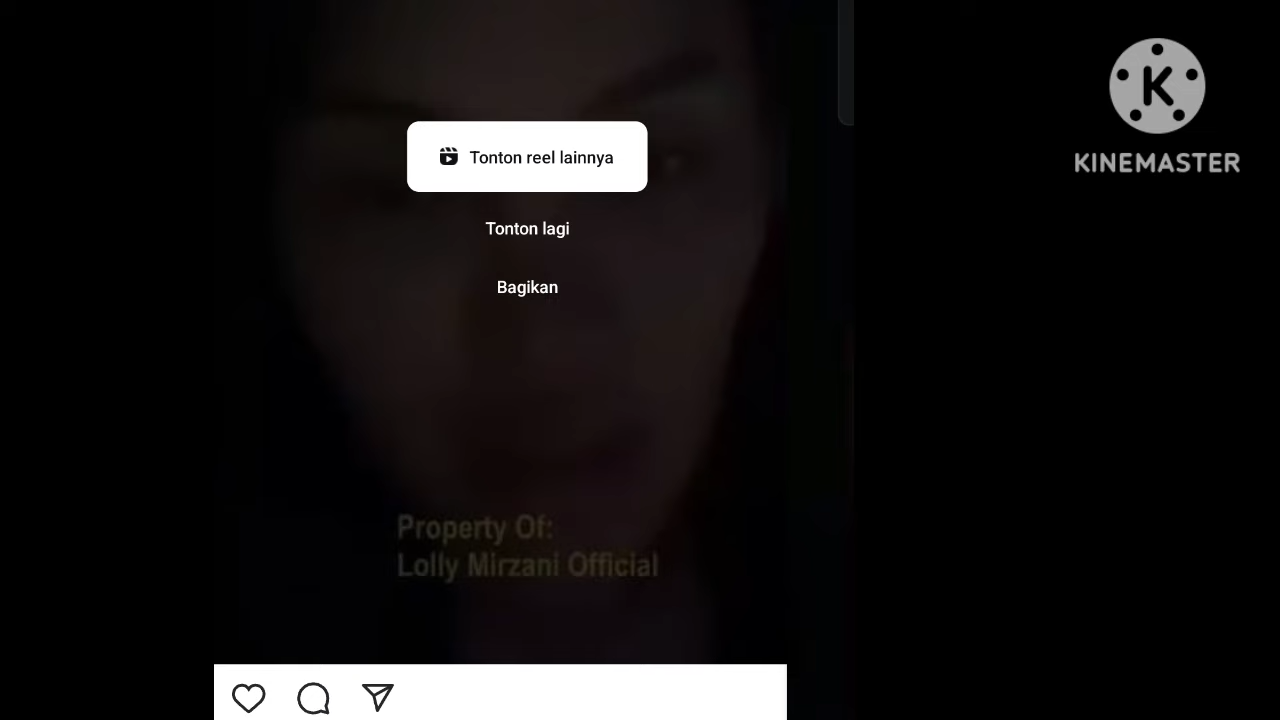 Tonton reel lainnya
Tonton lagi
Bagikan
Property Of:
Lolly Mirzani Official
K
KINEMASTER